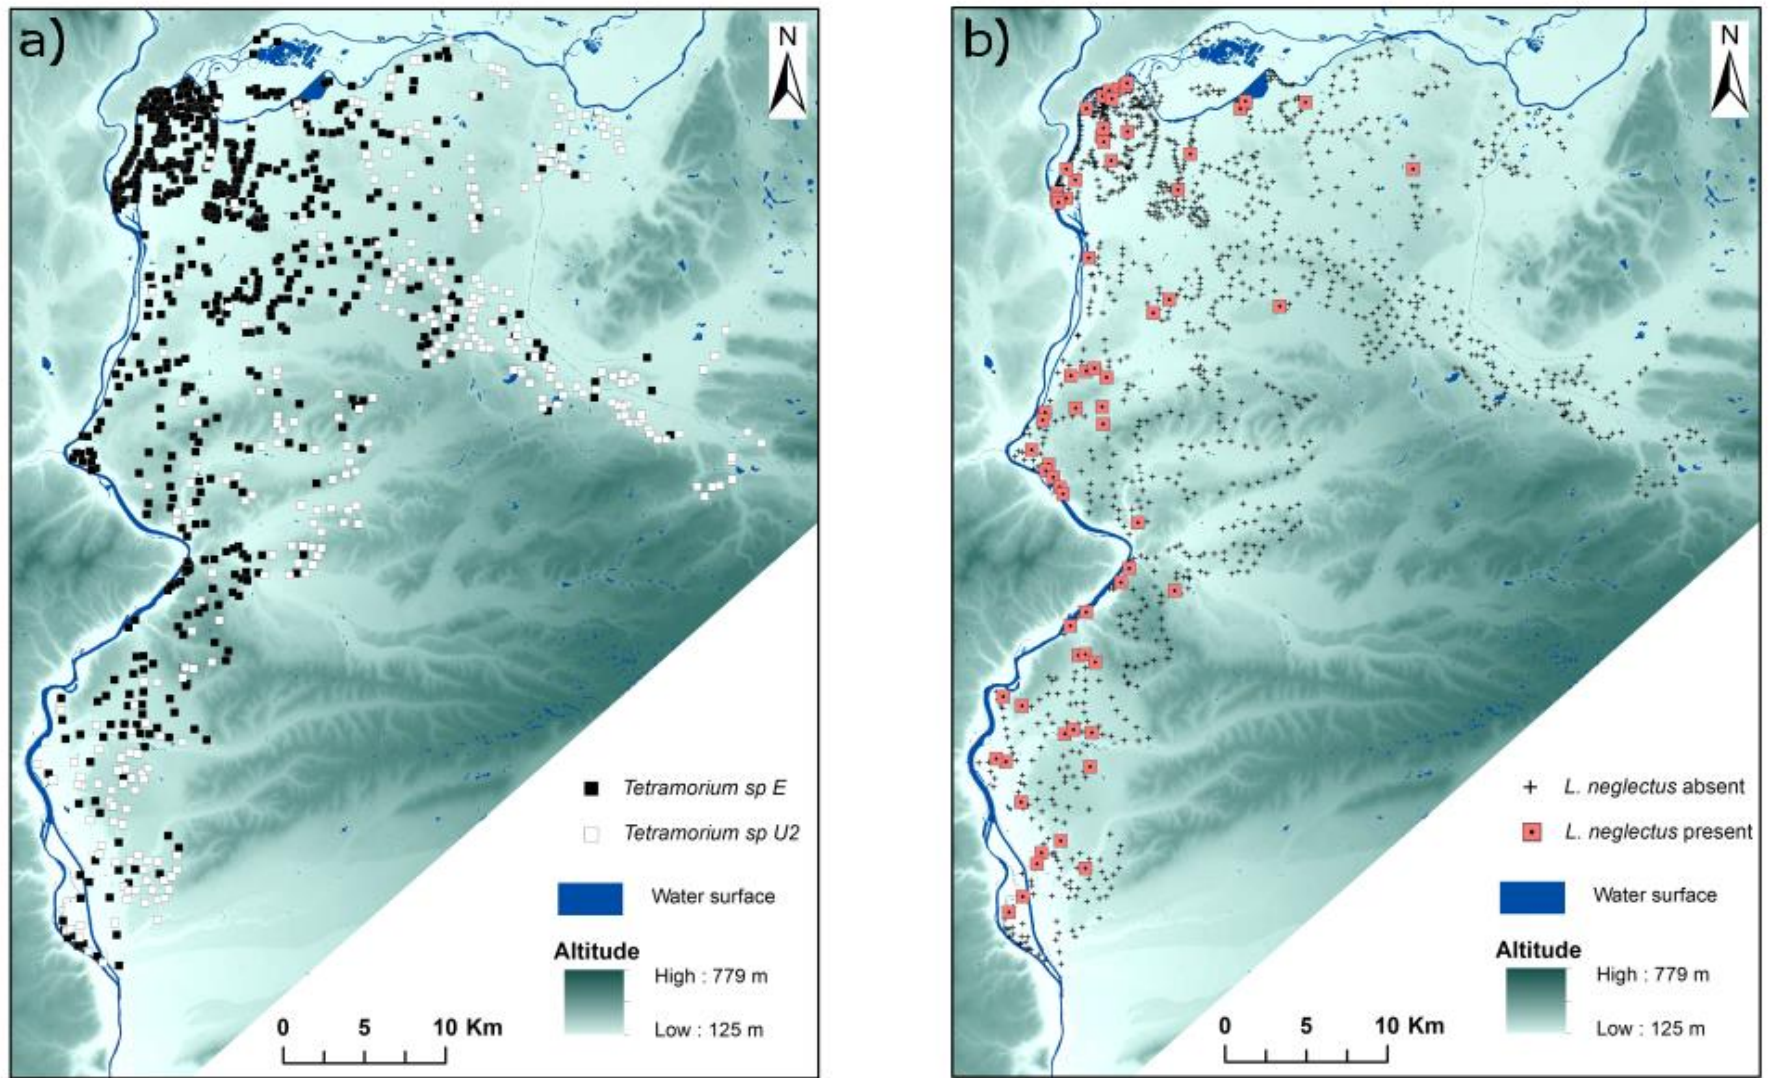 a)
N
Tetramorium sp E
Tetramorium sp U2
Water surface
Altitude
High : 779 m
Low : 125 m
0 5 10 Km
b)
N
L. neglectus absent
L. neglectus present
Water surface
Altitude
High : 779 m
Low : 125 m
0 5 10 Km